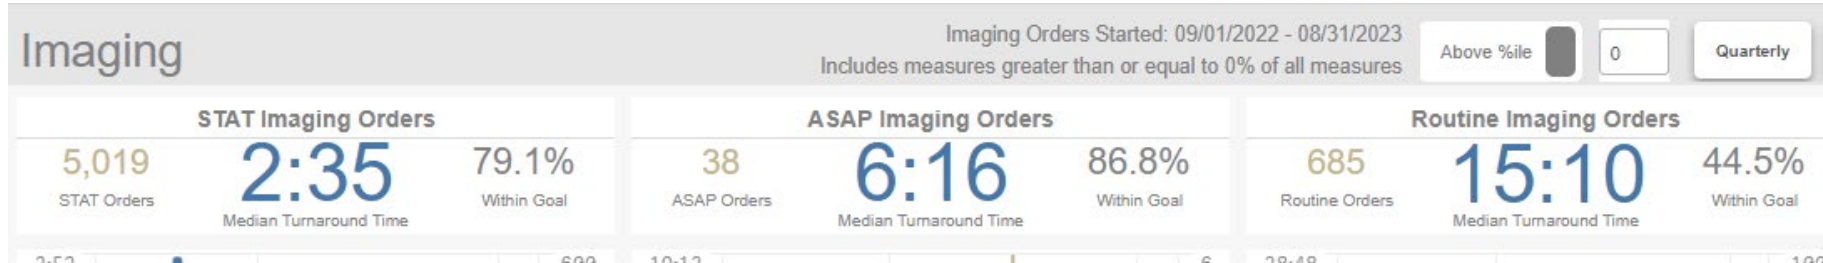 Imaging
Imaging Orders Started: 09/01/2022 - 08/31/2023
Includes measures greater than or equal to 0% of all measures
Above %ile
0
Quarterly
STAT Imaging Orders
5,019
STAT Orders
2:35
Median Turnaround Time
79.1%
Within Goal
ASAP Imaging Orders
38
ASAP Orders
6:16
Median Turnaround Time
86.8%
Within Goal
Routine Imaging Orders
685
Routine Orders
15:10
Median Turnaround Time
44.5%
Within Goal